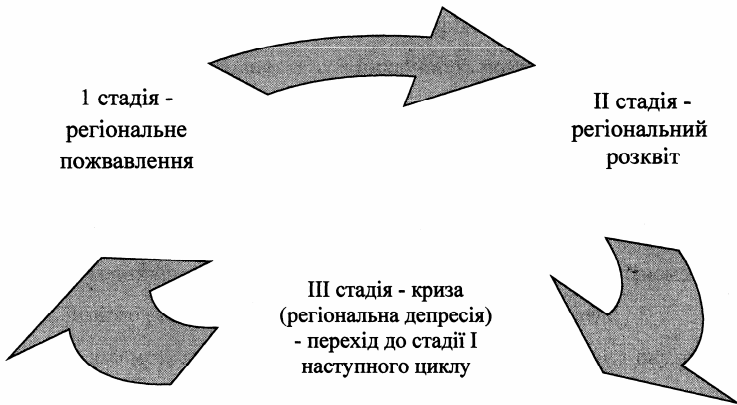 1 стадія -
регіональне
пожвавлення
II стадія -
регіональний
розквіт
III стадія - криза
(регіональна депресія)
- перехід до стадії I
наступного циклу